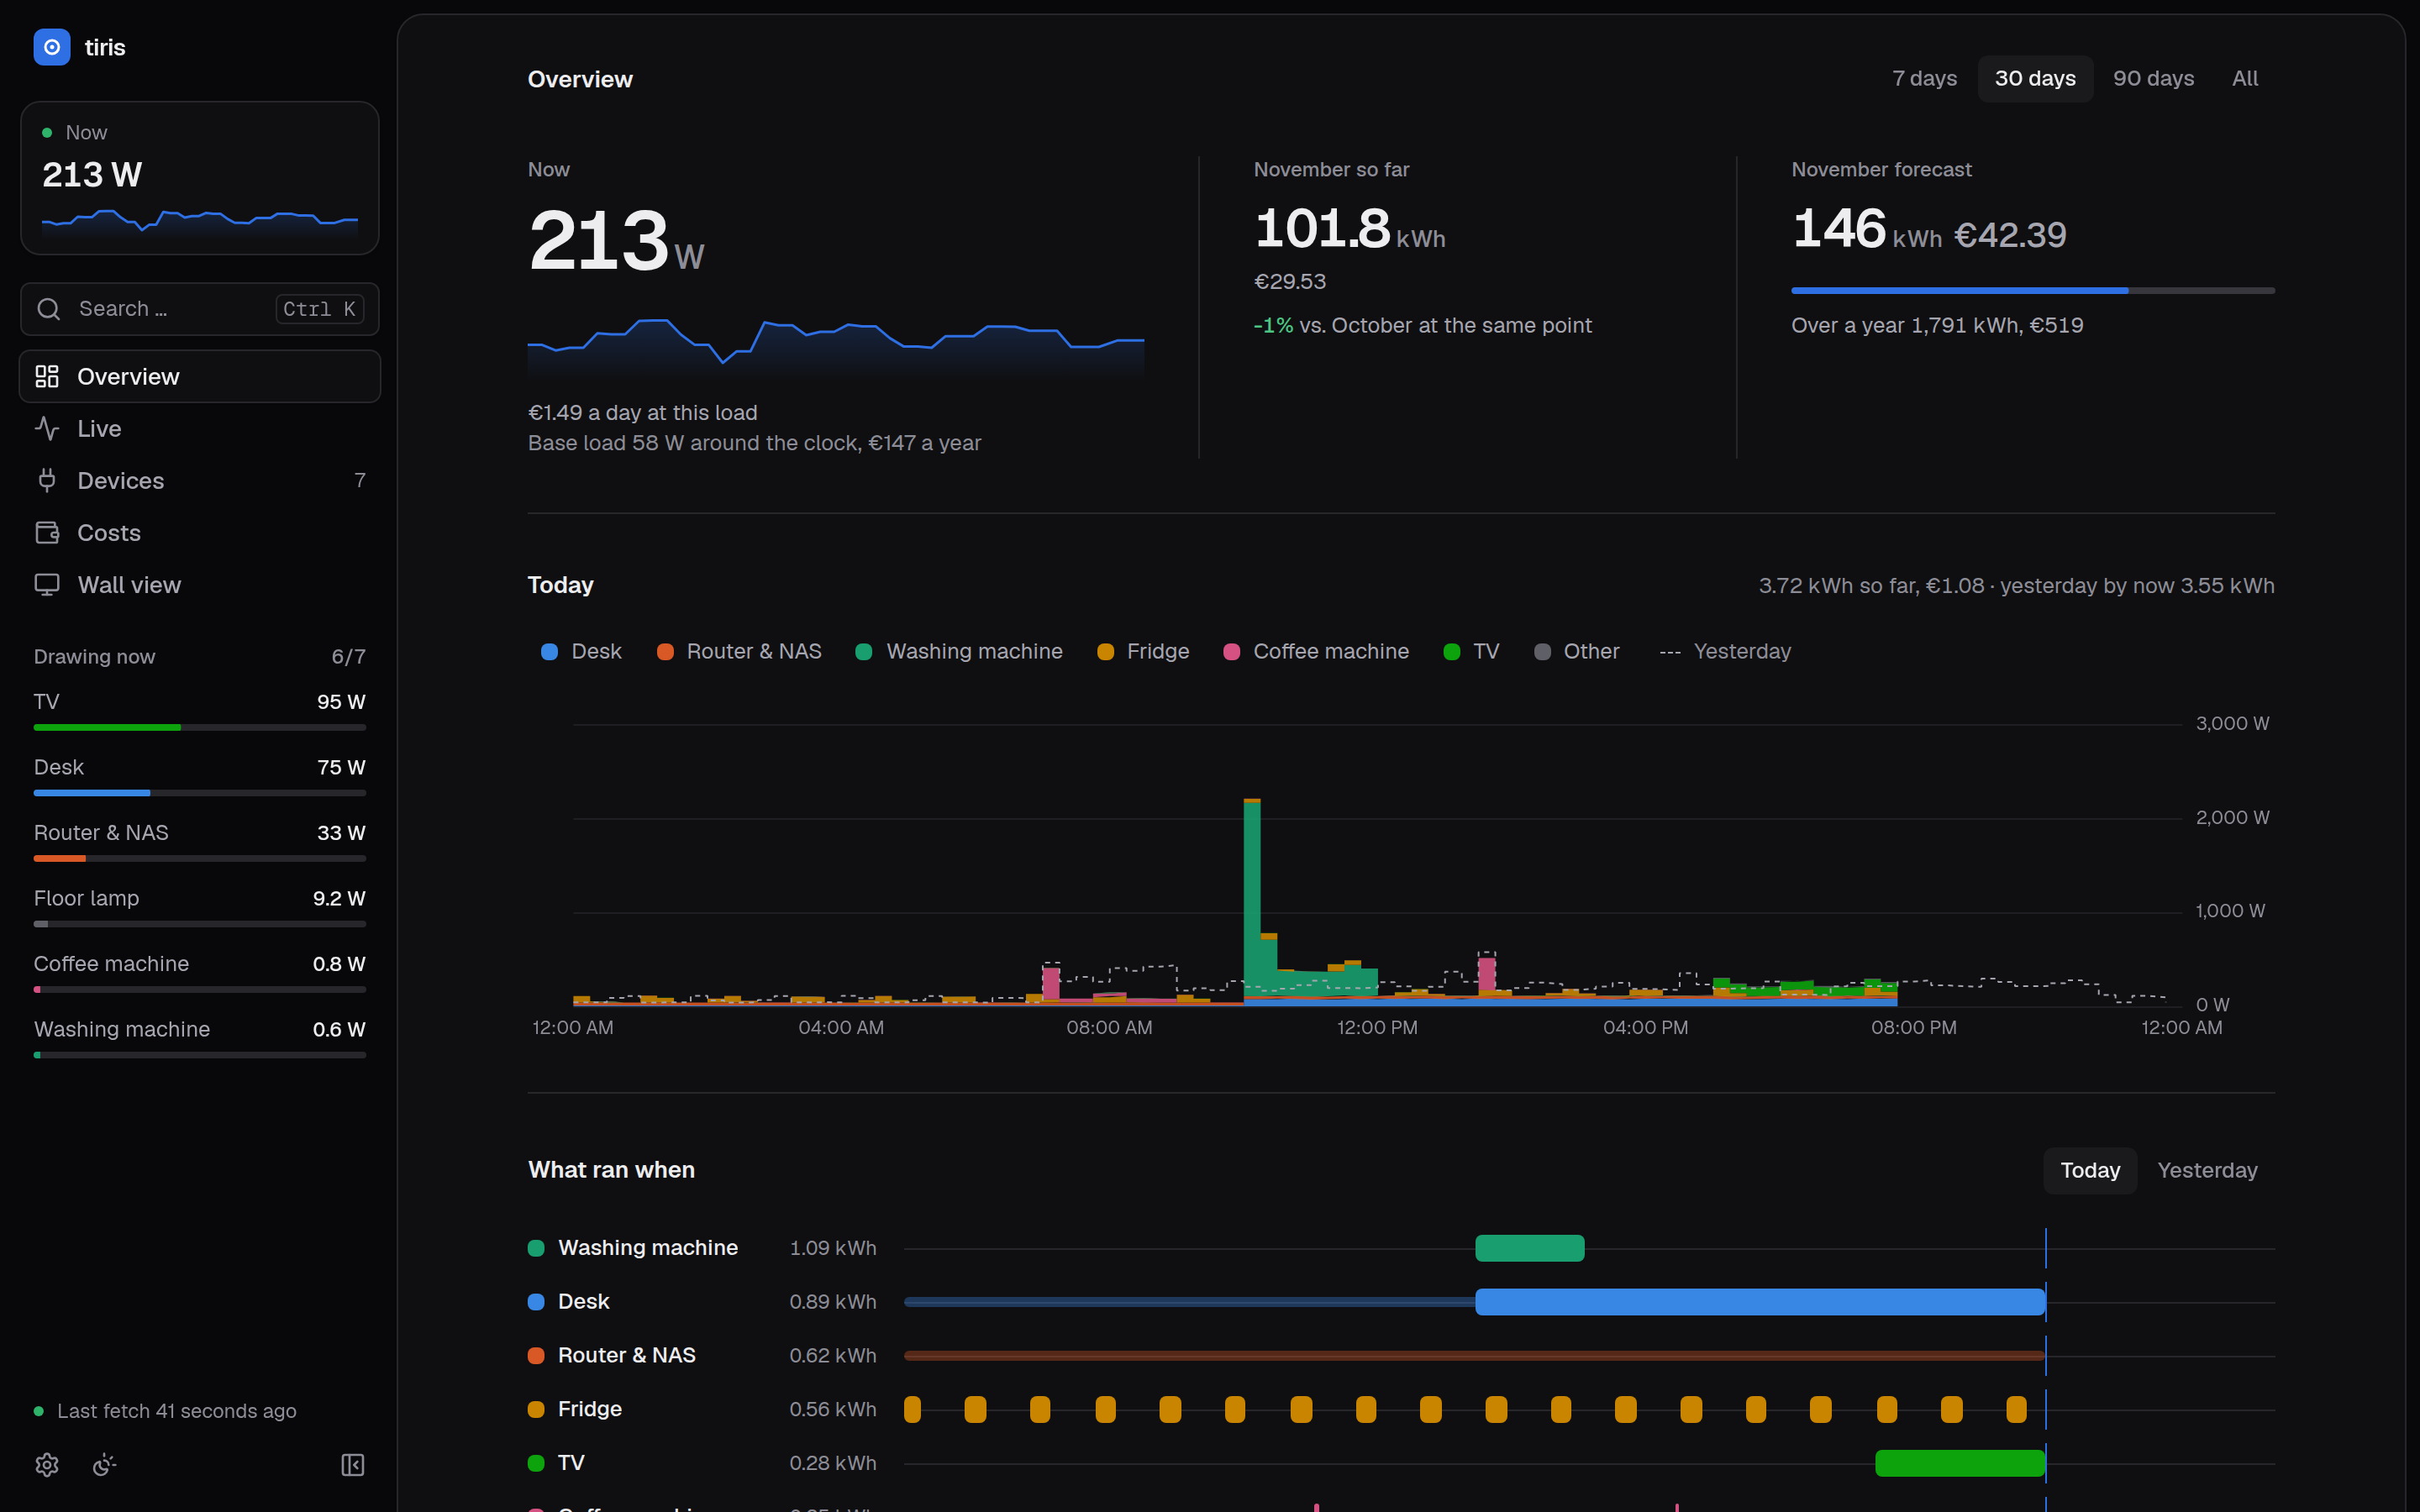 tiris
Now
213 W
Search ...
Ctrl K
Overview
Live
Devices 7
Costs
Wall view
Drawing now 6/7
TV 95 W
Desk 75 W
Router & NAS 33 W
Floor lamp 9.2 W
Coffee machine 0.8 W
Washing machine 0.6 W
Last fetch 41 seconds ago
Overview
7 days 30 days 90 days All
Now
213 W
€1.49 a day at this load
Base load 58 W around the clock, €147 a year
November so far
101.8 kWh
€29.53
-1% vs. October at the same point
November forecast
146 kWh €42.39
Over a year 1,791 kWh, €519
Today
3.72 kWh so far, €1.08 · yesterday by now 3.55 kWh
Desk Router & NAS Washing machine Fridge Coffee machine TV Other --- Yesterday
3,000 W
2,000 W
1,000 W
0 W
12:00 AM 04:00 AM 08:00 AM 12:00 PM 04:00 PM 08:00 PM 12:00 AM
What ran when
Today Yesterday
Washing machine 1.09 kWh
Desk 0.89 kWh
Router & NAS 0.62 kWh
Fridge 0.56 kWh
TV 0.28 kWh